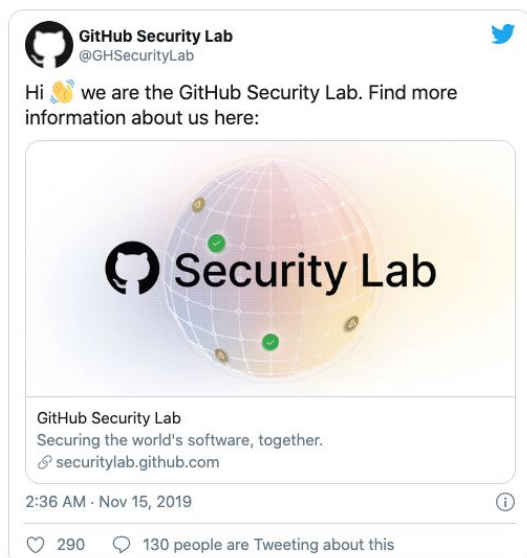 GitHub Security Lab
@GHSecurityLab
Hi 👋 we are the GitHub Security Lab. Find more
information about us here:
Security Lab
GitHub Security Lab
Securing the world's software, together.
securitylab.github.com
2:36 AM · Nov 15, 2019
290 130 people are Tweeting about this